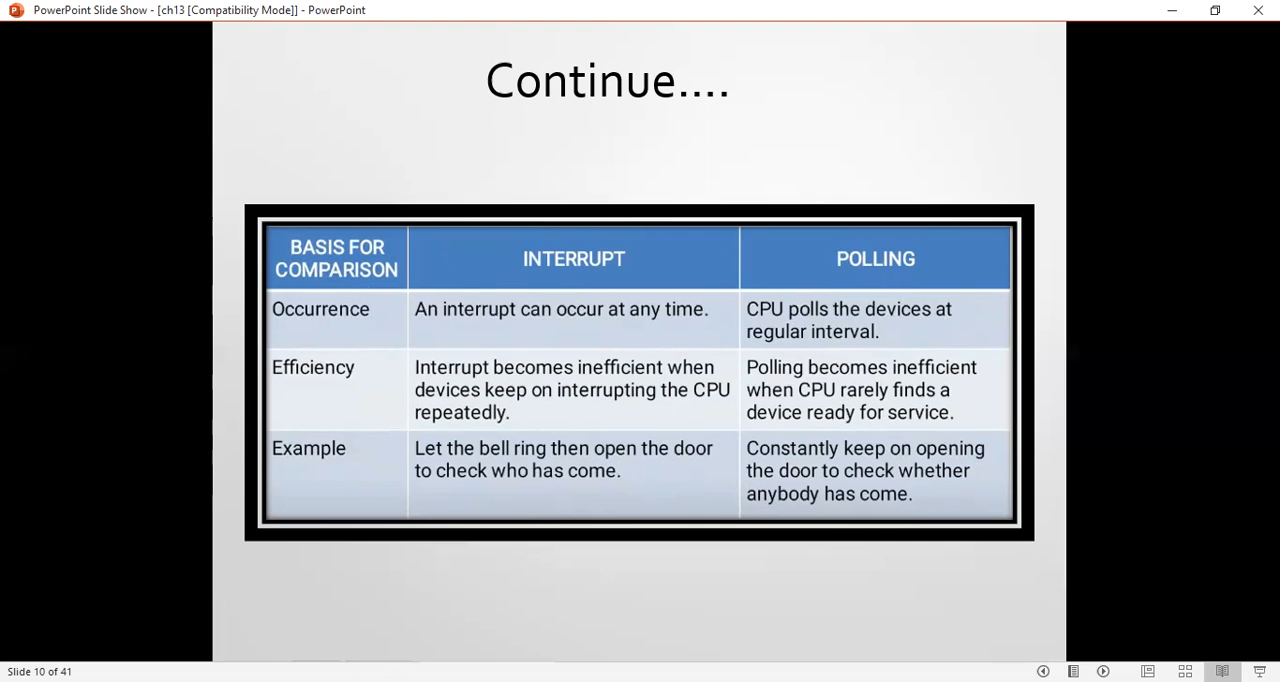 PowerPoint Slide Show - [ch13 [Compatibility Mode]] - PowerPoint
Continue....
BASIS FOR
COMPARISON
INTERRUPT
POLLING
Occurrence
An interrupt can occur at any time.
CPU polls the devices at
regular interval.
Efficiency
Interrupt becomes inefficient when
devices keep on interrupting the CPU
repeatedly.
Polling becomes inefficient
when CPU rarely finds a
device ready for service.
Example
Let the bell ring then open the door
to check who has come.
Constantly keep on opening
the door to check whether
anybody has come.
Slide 10 of 41